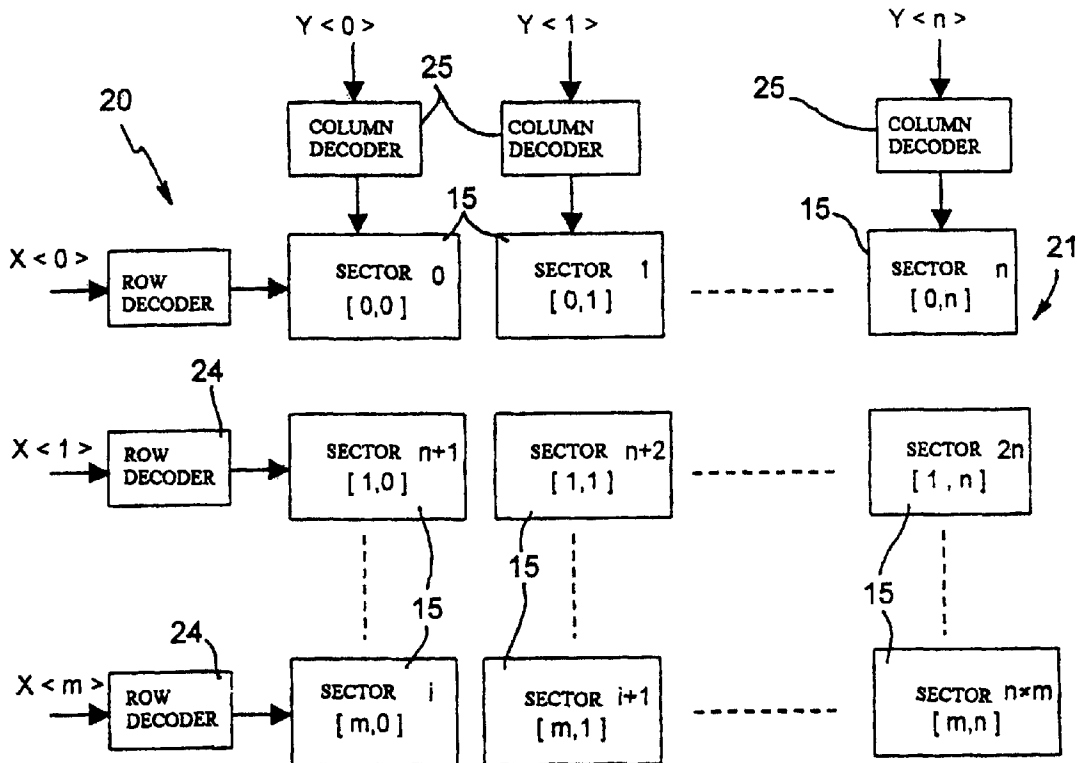 Y < 0 > Y < 1 > Y < n >
20 25 25
COLUMN DECODER COLUMN DECODER COLUMN DECODER
15 15
X < 0 > ROW DECODER SECTOR 0 [ 0,0 ] SECTOR 1 [ 0,1 ] SECTOR n [ 0,n ] 21
24
X < 1 > ROW DECODER SECTOR n+1 [ 1,0 ] SECTOR n+2 [ 1,1 ] SECTOR 2n [ 1 , n ]
15 15 15
24
X < m > ROW DECODER SECTOR i [ m,0 ] SECTOR i+1 [ m,1 ] SECTOR n*m [ m,n ]